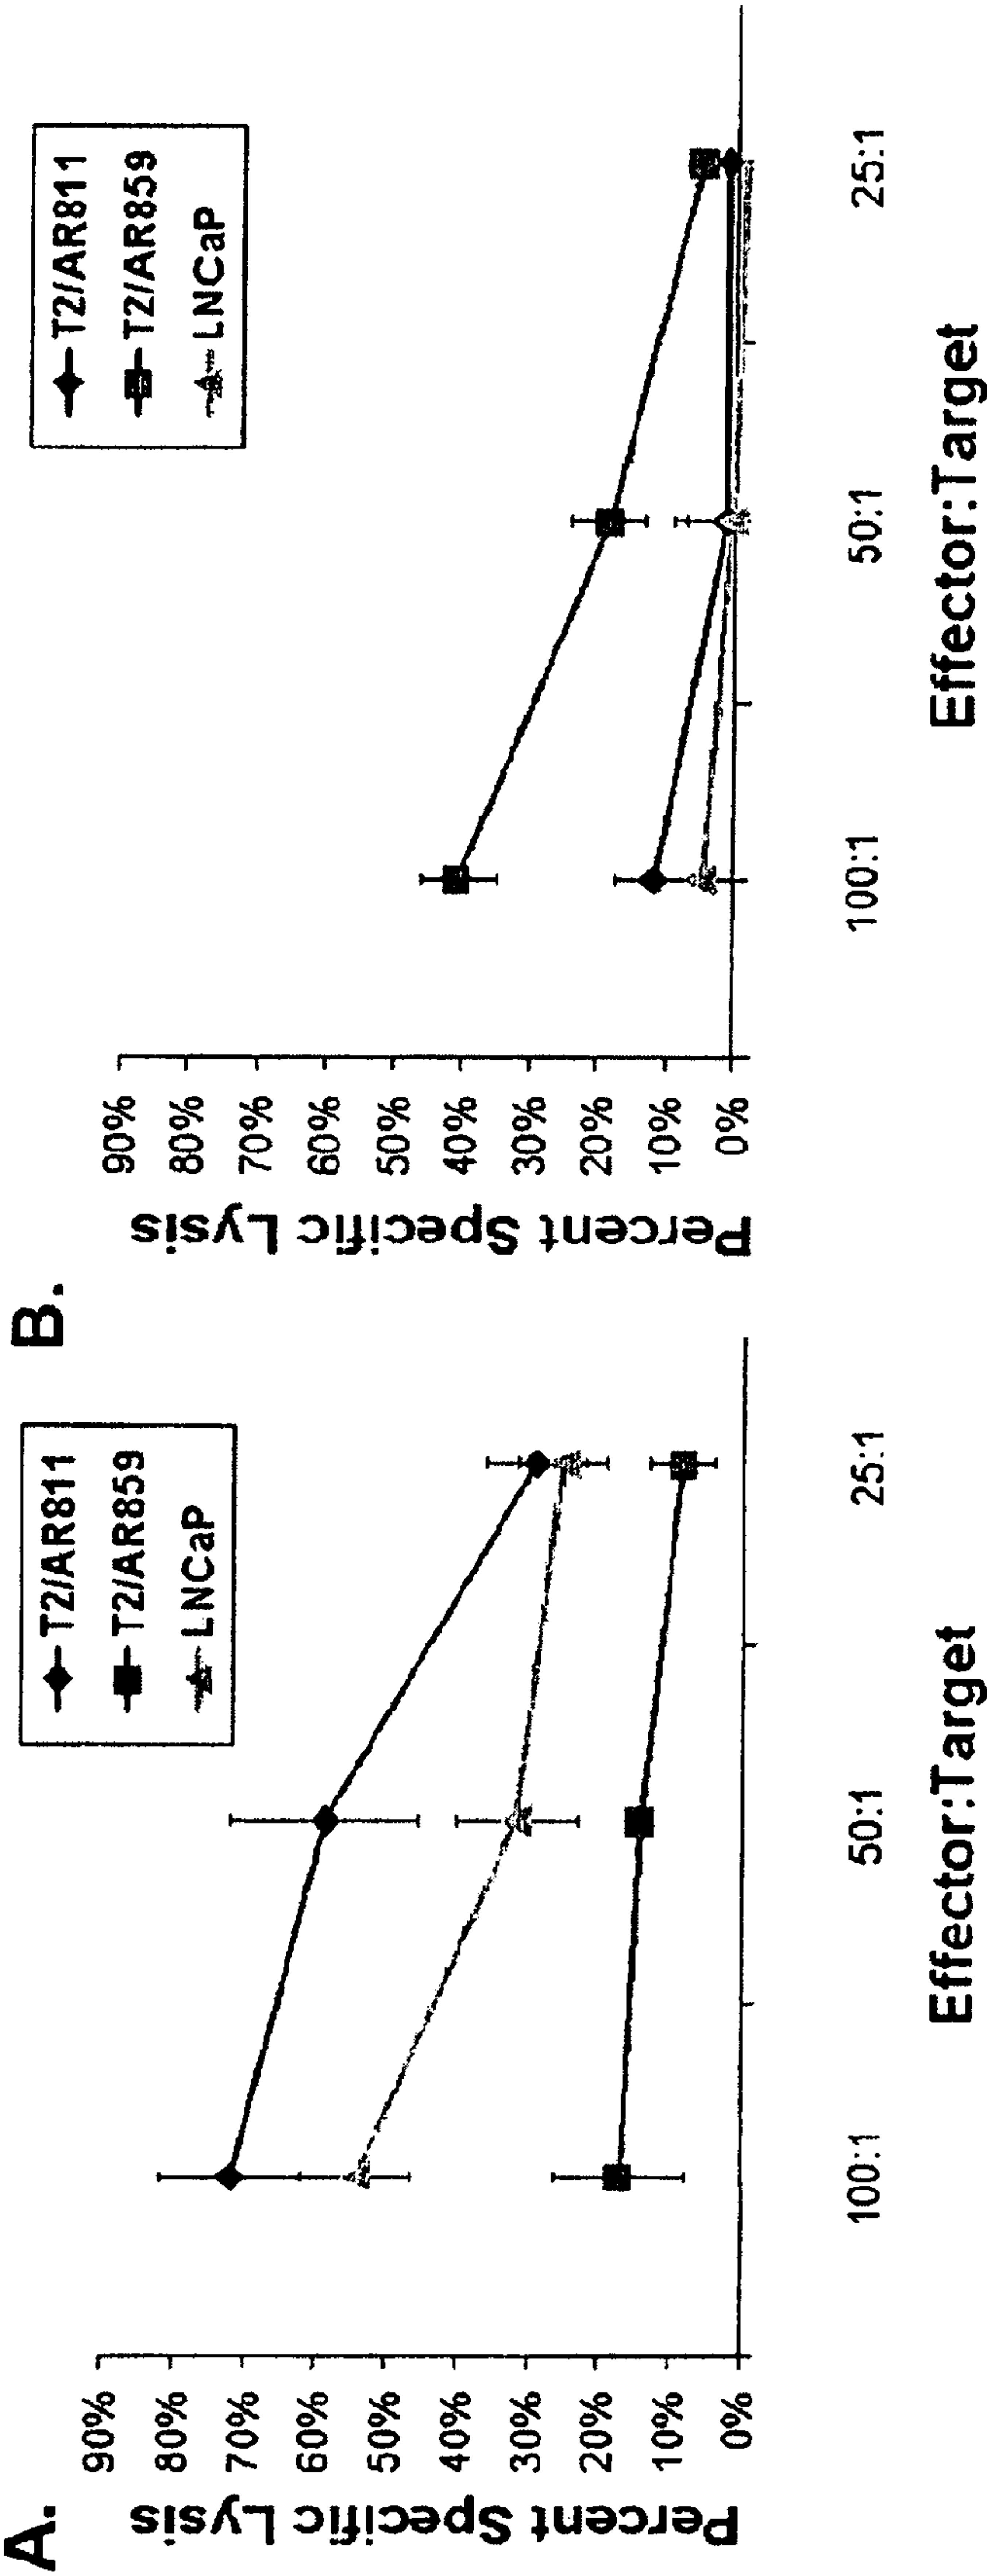 A.
T2/AR811
T2/AR859
LNCaP
90%
80%
70%
60%
50%
40%
30%
20%
10%
0%
Percent Specific Lysis
100:1
50:1
25:1
Effector:Target
B.
T2/AR811
T2/AR859
LNCaP
90%
80%
70%
60%
50%
40%
30%
20%
10%
0%
Percent Specific Lysis
100:1
50:1
25:1
Effector:Target